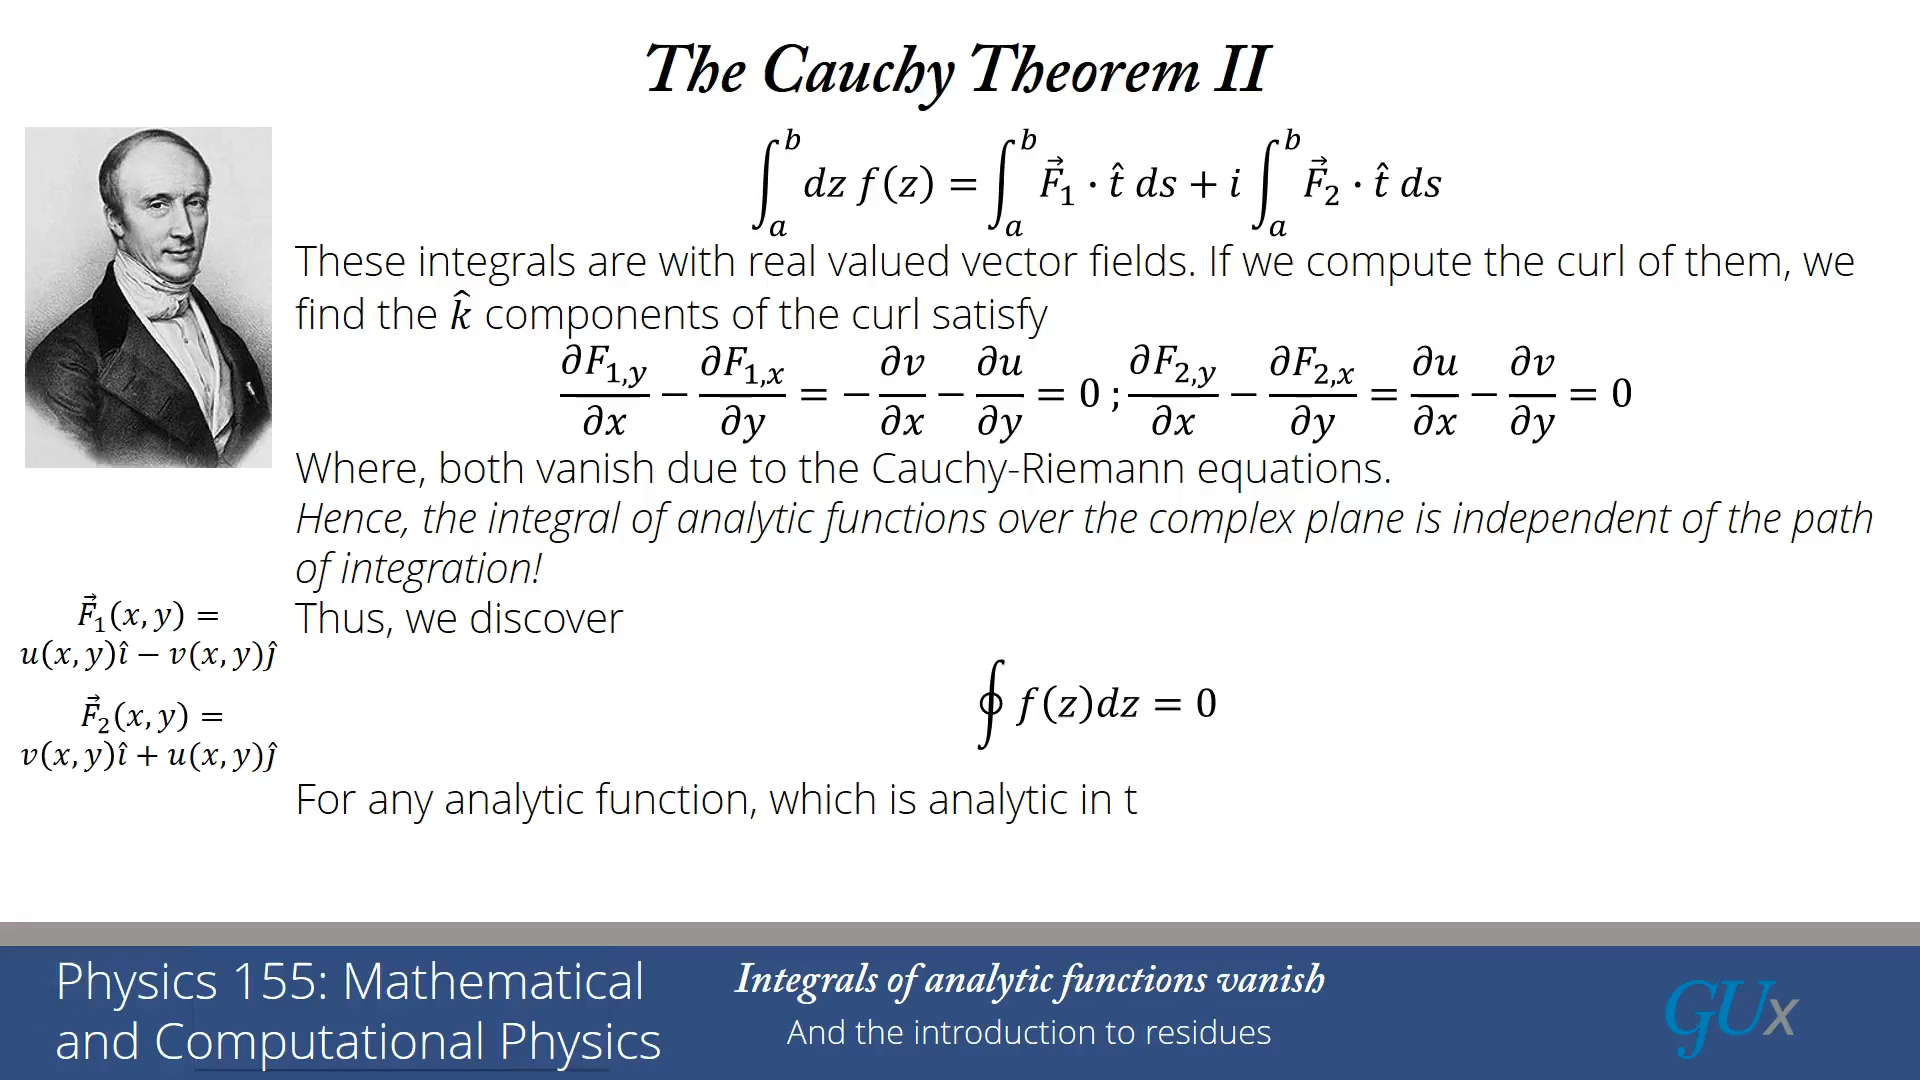 The Cauchy Theorem II
∫_a^b dz f(z) = ∫_a^b F⃗₁ · t̂ ds + i ∫_a^b F⃗₂ · t̂ ds
These integrals are with real valued vector fields. If we compute the curl of them, we
find the k̂ components of the curl satisfy
∂F_{1,y}/∂x − ∂F_{1,x}/∂y = −∂v/∂x − ∂u/∂y = 0 ; ∂F_{2,y}/∂x − ∂F_{2,x}/∂y = ∂u/∂x − ∂v/∂y = 0
Where, both vanish due to the Cauchy-Riemann equations.
Hence, the integral of analytic functions over the complex plane is independent of the path
of integration!
Thus, we discover
∮ f(z)dz = 0
For any analytic function, which is analytic in t
F⃗₁(x, y) =
u(x, y)î − v(x, y)ĵ
F⃗₂(x, y) =
v(x, y)î + u(x, y)ĵ
Physics 155: Mathematical
and Computational Physics
Integrals of analytic functions vanish
And the introduction to residues
GUx